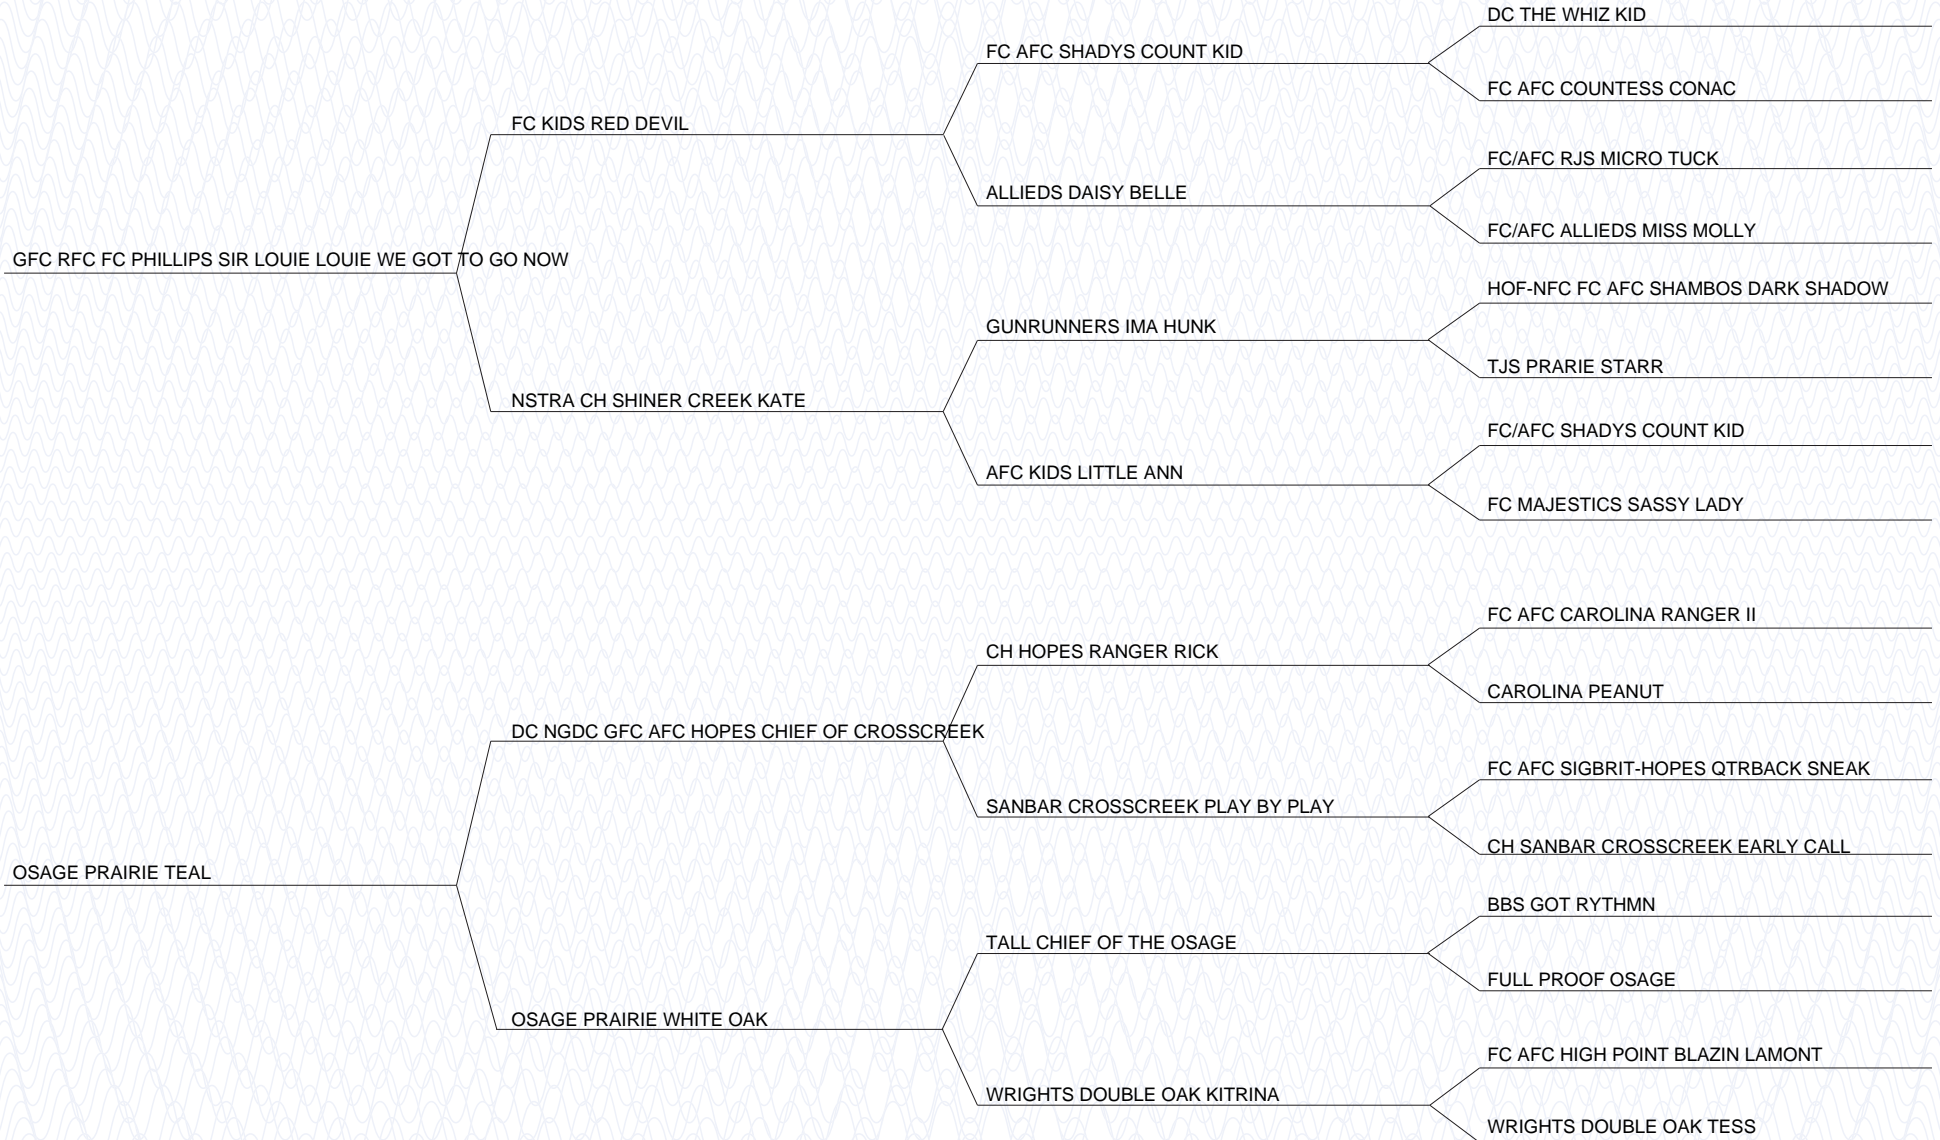 DC THE WHIZ KID
FC AFC SHADYS COUNT KID
FC AFC COUNTESS CONAC
FC KIDS RED DEVIL
FC/AFC RJS MICRO TUCK
ALLIEDS DAISY BELLE
FC/AFC ALLIEDS MISS MOLLY
GFC RFC FC PHILLIPS SIR LOUIE LOUIE WE GOT TO GO NOW
HOF-NFC FC AFC SHAMBOS DARK SHADOW
GUNRUNNERS IMA HUNK
TJS PRARIE STARR
NSTRA CH SHINER CREEK KATE
FC/AFC SHADYS COUNT KID
AFC KIDS LITTLE ANN
FC MAJESTICS SASSY LADY
FC AFC CAROLINA RANGER II
CH HOPES RANGER RICK
CAROLINA PEANUT
DC NGDC GFC AFC HOPES CHIEF OF CROSSCREEK
FC AFC SIGBRIT-HOPES QTRBACK SNEAK
SANBAR CROSSCREEK PLAY BY PLAY
CH SANBAR CROSSCREEK EARLY CALL
OSAGE PRAIRIE TEAL
BBS GOT RYTHMN
TALL CHIEF OF THE OSAGE
FULL PROOF OSAGE
OSAGE PRAIRIE WHITE OAK
FC AFC HIGH POINT BLAZIN LAMONT
WRIGHTS DOUBLE OAK KITRINA
WRIGHTS DOUBLE OAK TESS